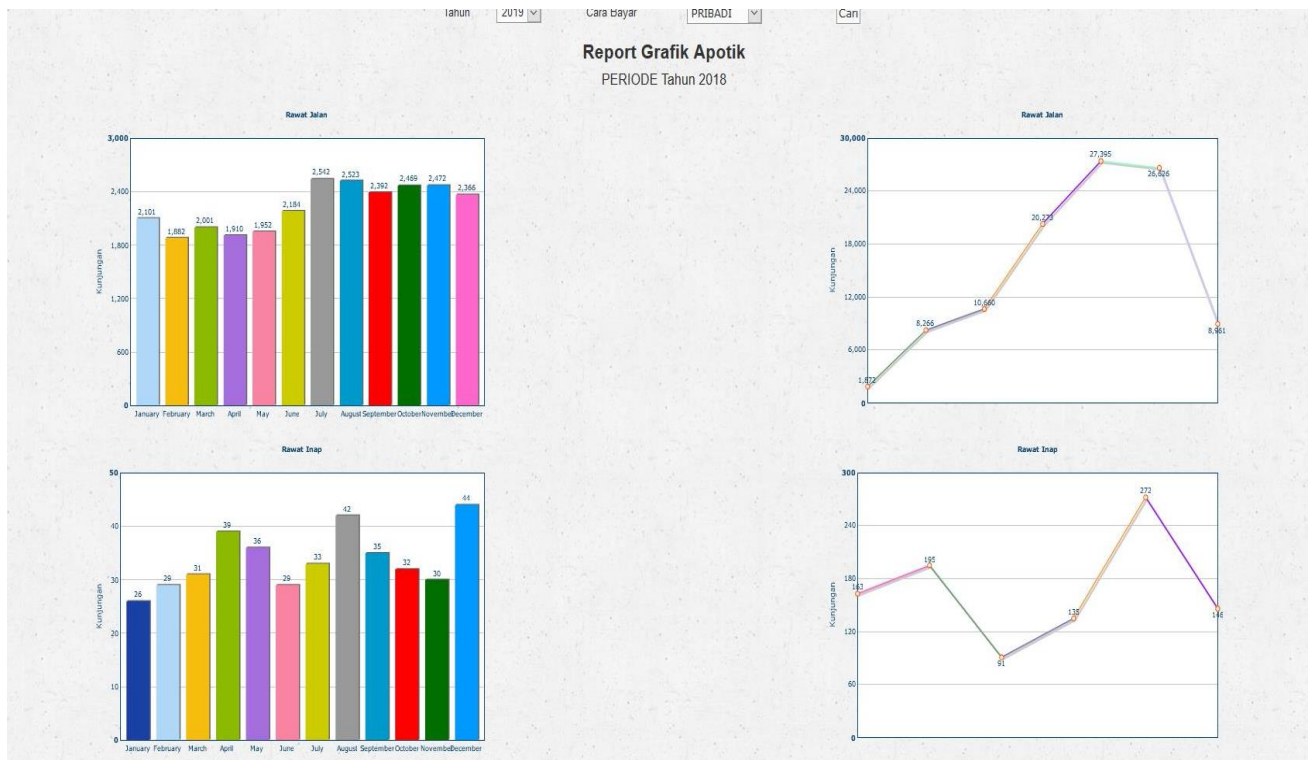 Tahun 2019 Cara Bayar PRIBADI Cari
Report Grafik Apotik
PERIODE Tahun 2018
Rawat Jalan
3,000
2,400
1,800
1,200
600
0
Kunjungan
2,101 1,882 2,001 1,910 1,952 2,184 2,542 2,523 2,392 2,469 2,472 2,366
January February March April May June July August September October November December
Rawat Jalan
30,000
24,000
18,000
12,000
6,000
0
Kunjungan
1,872 8,266 10,660 20,273 27,395 26,626 8,961
Rawat Inap
50
40
30
20
10
0
Kunjungan
26 29 31 39 36 29 33 42 35 32 30 44
January February March April May June July August September October November December
Rawat Inap
300
240
180
120
60
0
Kunjungan
163 195 91 135 272 146